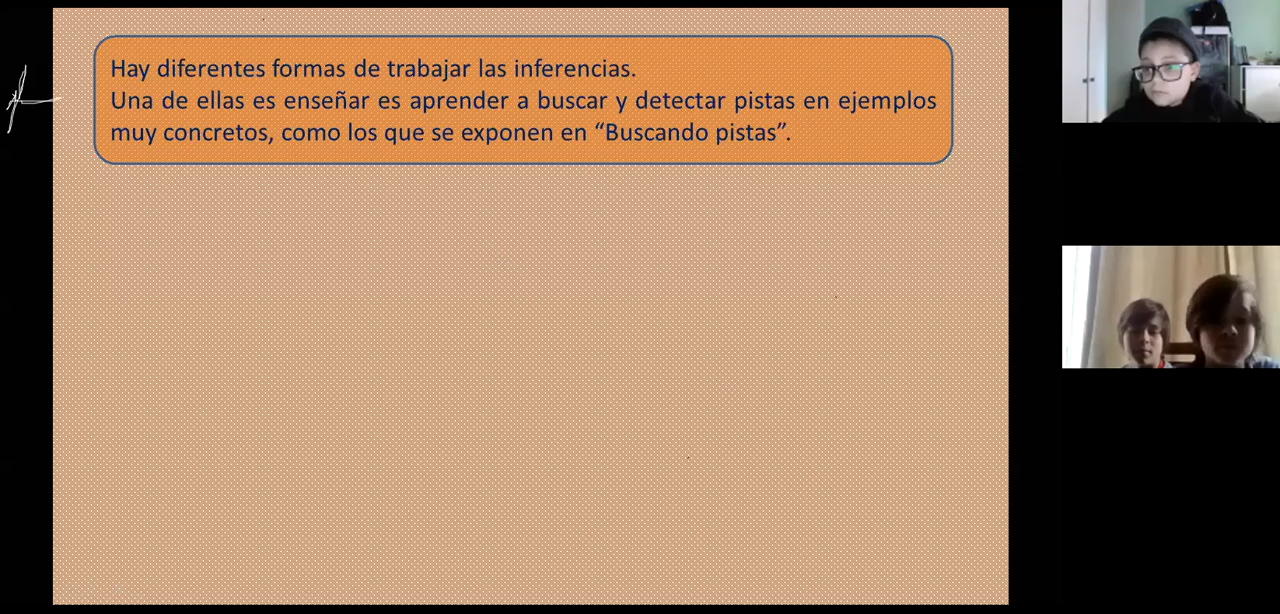 Hay diferentes formas de trabajar las inferencias.
Una de ellas es enseñar es aprender a buscar y detectar pistas en ejemplos
muy concretos, como los que se exponen en “Buscando pistas”.